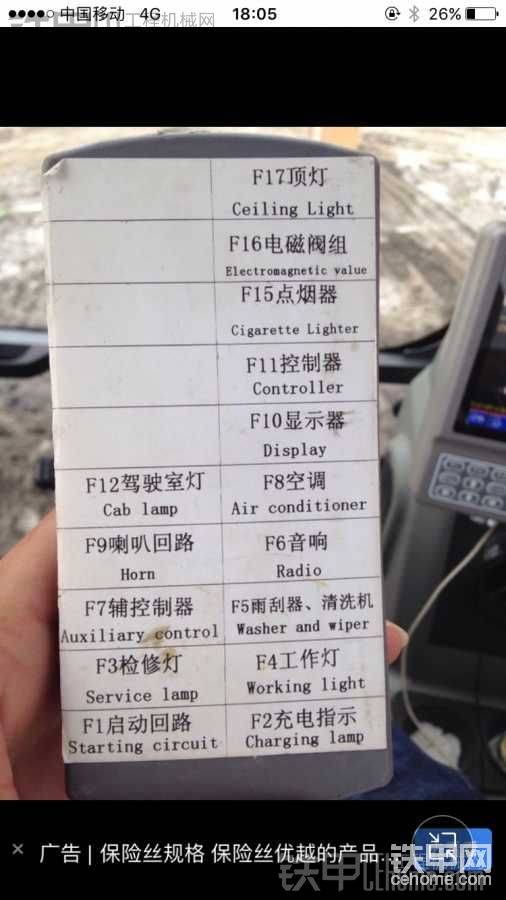 中国移动 4G 18:05 26%
铁甲 工程机械网
F17顶灯
Ceiling Light
F16电磁阀组
Electromagnetic value
F15点烟器
Cigarette Lighter
F11控制器
Controller
F10显示器
Display
F12驾驶室灯 F8空调
Cab lamp Air conditioner
F9喇叭回路 F6音响
Horn Radio
F7辅控制器 F5雨刮器、清洗机
Auxiliary control Washer and wiper
F3检修灯 F4工作灯
Service lamp Working light
F1启动回路 F2充电指示
Starting circuit Charging lamp
× 广告 | 保险丝规格 保险丝优越的产品...
铁甲网
cehome.com